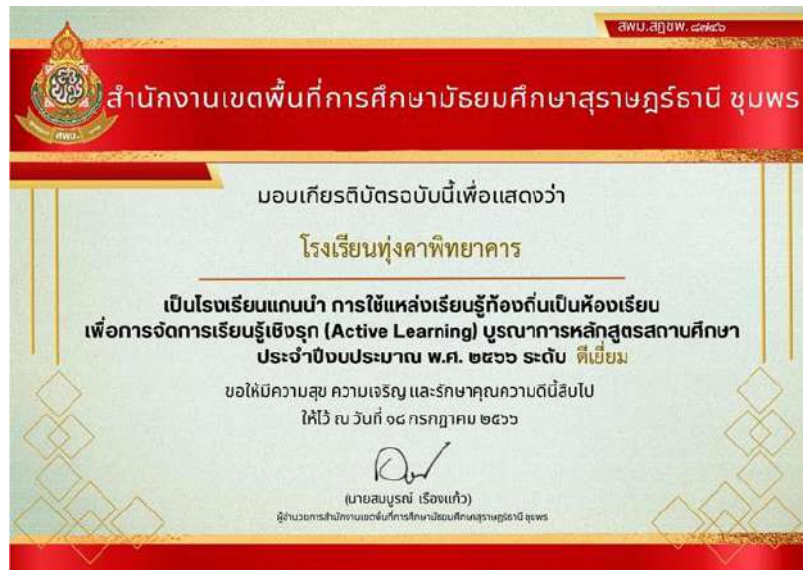 สพม.สฎชพ. ๘๗๔๖
สำนักงานเขตพื้นที่การศึกษามัธยมศึกษาสุราษฎร์ธานี ชุมพร
สพม.
มอบเกียรติบัตรฉบับนี้เพื่อแสดงว่า
โรงเรียนทุ่งคาพิทยาคาร
เป็นโรงเรียนแกนนำ การใช้แหล่งเรียนรู้ท้องถิ่นเป็นห้องเรียน
เพื่อการจัดการเรียนรู้เชิงรุก (Active Learning) บูรณาการหลักสูตรสถานศึกษา
ประจำปีงบประมาณ พ.ศ. ๒๕๖๖ ระดับ ดีเยี่ยม
ขอให้มีความสุข ความเจริญ และรักษาคุณความดีนี้สืบไป
ให้ไว้ ณ วันที่ ๑๘ กรกฎาคม ๒๕๖๖
(นายสมบูรณ์ เรืองแก้ว)
ผู้อำนวยการสำนักงานเขตพื้นที่การศึกษามัธยมศึกษาสุราษฎร์ธานี ชุมพร